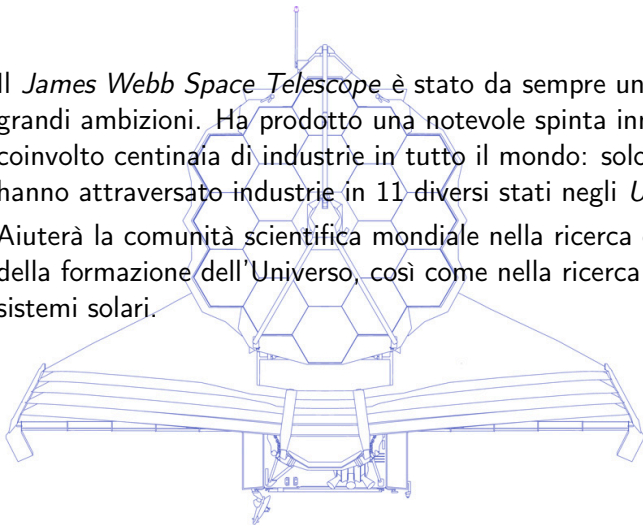 Il James Webb Space Telescope è stato da sempre un
grandi ambizioni. Ha prodotto una notevole spinta
coinvolto centinaia di industrie in tutto il mondo: solo
hanno attraversato industrie in 11 diversi stati negli
Aiuterà la comunità scientifica mondiale nella ricerca
della formazione dell'Universo, così come nella ricerca
sistemi solari.